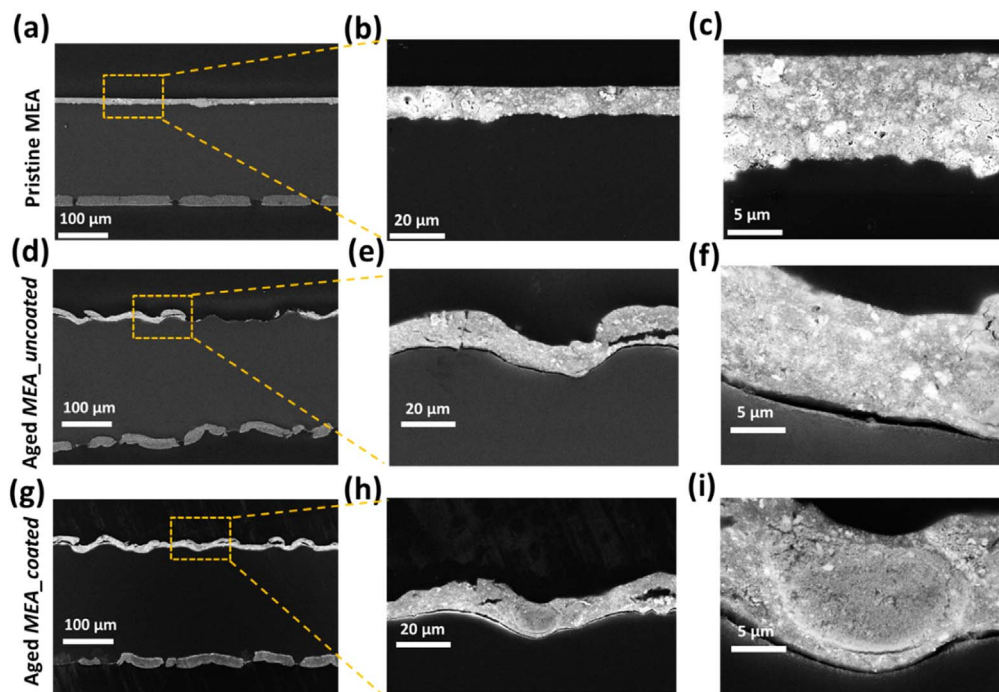 (a)
(b)
(c)
Pristine MEA
100 µm
20 µm
5 µm
(d)
(e)
(f)
Aged MEA_uncoated
100 µm
20 µm
5 µm
(g)
(h)
(i)
Aged MEA_coated
100 µm
20 µm
5 µm